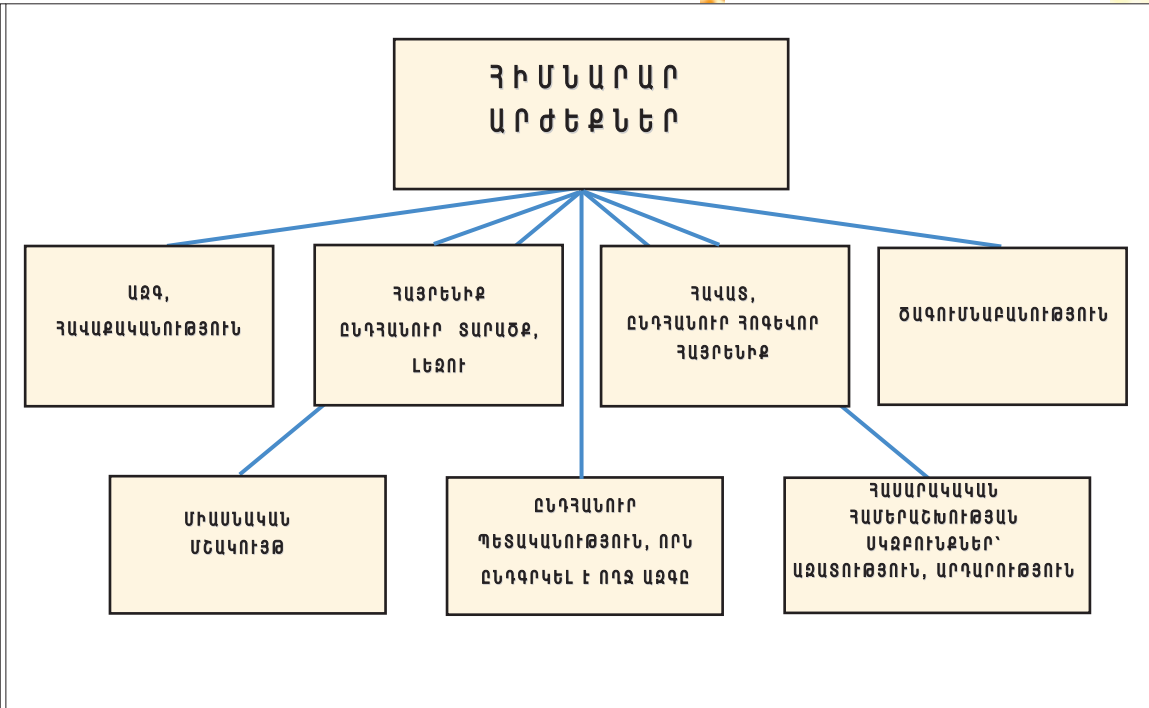 ՀԻՄՆԱՐԱՐ
ԱՐԺԵՔՆԵՐ
ԱԶԳ,
ՀԱՎԱՔԱԿԱՆՈՒԹՅՈՒՆ
ՀԱՅՐԵՆԻՔ
ԸՆԴՀԱՆՈՒՐ ՏԱՐԱԾՔ,
ԼԵԶՈՒ
ՀԱՎԱՏ,
ԸՆԴՀԱՆՈՒՐ ՀՈԳԵՎՈՐ
ՀԱՅՐԵՆԻՔ
ԾԱԳՈՒՄՆԱԲԱՆՈՒԹՅՈՒՆ
ՄԻԱՍՆԱԿԱՆ
ՄՇԱԿՈՒՅԹ
ԸՆԴՀԱՆՈՒՐ
ՊԵՏԱԿԱՆՈՒԹՅՈՒՆ, ՈՐՆ
ԸՆԴԳՐԿԵԼ Է ՈՂՋ ԱԶԳԸ
ՀԱՍԱՐԱԿԱԿԱՆ
ՀԱՄԵՐԱՇԽՈՒԹՅԱՆ
ՍԿԶԲՈՒՆՔՆԵՐ՝
ԱԶԱՏՈՒԹՅՈՒՆ, ԱՐԴԱՐՈՒԹՅՈՒՆ